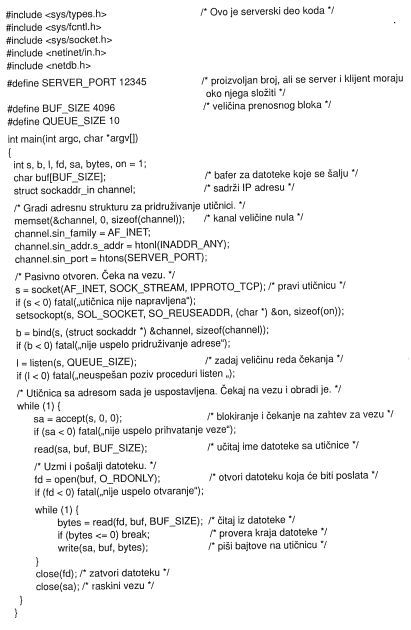 #include <sys/types.h> /* Ovo je serverski deo koda */
#include <sys/fcntl.h>
#include <sys/socket.h>
#include <netinet/in.h>
#include <netdb.h>
#define SERVER_PORT 12345 /* proizvoljan broj, ali se server i klijent moraju
oko njega složiti */
#define BUF_SIZE 4096 /* veličina prenosnog bloka */
#define QUEUE_SIZE 10
int main(int argc, char *argv[])
{
int s, b, l, fd, sa, bytes, on = 1;
char buf[BUF_SIZE]; /* bafer za datoteke koje se šalju */
struct sockaddr_in channel; /* sadrži IP adresu */
/* Gradi adresnu strukturu za pridruživanje utičnici. */
memset(&channel, 0, sizeof(channel)); /* kanal veličine nula */
channel.sin_family = AF_INET;
channel.sin_addr.s_addr = htonl(INADDR_ANY);
channel.sin_port = htons(SERVER_PORT);
/* Pasivno otvoren. Čeka na vezu. */
s = socket(AF_INET, SOCK_STREAM, IPPROTO_TCP); /* pravi utičnicu */
if (s < 0) fatal(„utičnica nije napravljena”);
setsockopt(s, SOL_SOCKET, SO_REUSEADDR, (char *) &on, sizeof(on));
b = bind(s, (struct sockaddr *) &channel, sizeof(channel));
if (b < 0) fatal(„nije uspelo pridruživanje adrese”);
l = listen(s, QUEUE_SIZE); /* zadaj veličinu reda čekanja */
if (l < 0) fatal(„neuspešan poziv proceduri listen „);
/* Utičnica sa adresom sada je uspostavljena. Čekaj na vezu i obradi je. */
while (1) {
sa = accept(s, 0, 0); /* blokiranje i čekanje na zahtev za vezu */
if (sa < 0) fatal(„nije uspelo prihvatanje veze”);
read(sa, buf, BUF_SIZE); /* učitaj ime datoteke sa utičnice */
/* Uzmi i pošalji datoteku. */
fd = open(buf, O_RDONLY); /* otvori datoteku koja će biti poslata */
if (fd < 0) fatal(„nije uspelo otvaranje”);
while (1) {
bytes = read(fd, buf, BUF_SIZE); /* čitaj iz datoteke */
if (bytes <= 0) break; /* provera kraja datoteke */
write(sa, buf, bytes); /* piši bajtove na utičnicu */
}
close(fd); /* zatvori datoteku */
close(sa); /* raskini vezu */
}
}